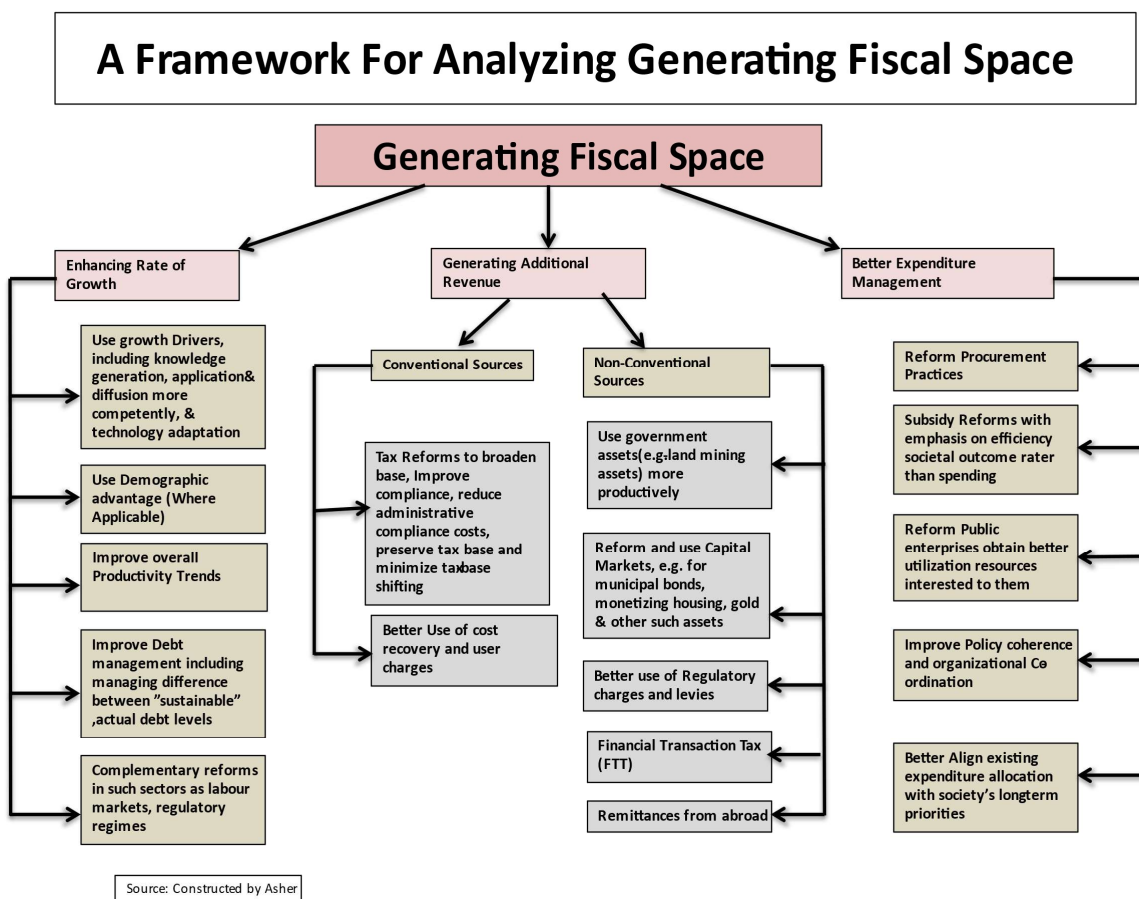 A Framework For Analyzing Generating Fiscal Space
Generating Fiscal Space
Enhancing Rate of
Growth
Use growth Drivers,
including knowledge
generation, application&
diffusion more
competently, &
technology adaptation
Use Demographic
advantage (Where
Applicable)
Improve overall
Productivity Trends
Improve Debt
management including
managing difference
between ”sustainable”
,actual debt levels
Complementary reforms
in such sectors as labour
markets, regulatory
regimes
Generating Additional
Revenue
Conventional Sources
Tax Reforms to broaden
base, Improve
compliance, reduce
administrative
compliance costs,
preserve tax base and
minimize taxbase
shifting
Better Use of cost
recovery and user
charges
Non-Conventional
Sources
Use government
assets(e.g-land mining
assets) more
productively
Reform and use Capital
Markets, e.g. for
municipal bonds,
monetizing housing, gold
& other such assets
Better use of Regulatory
charges and levies
Financial Transaction Tax
(FTT)
Remittances from abroad
Better Expenditure
Management
Reform Procurement
Practices
Subsidy Reforms with
emphasis on efficiency
societal outcome rater
than spending
Reform Public
enterprises obtain better
utilization resources
interested to them
Improve Policy coherence
and organizational Co-
ordination
Better Align existing
expenditure allocation
with society’s longterm
priorities
Source: Constructed by Asher